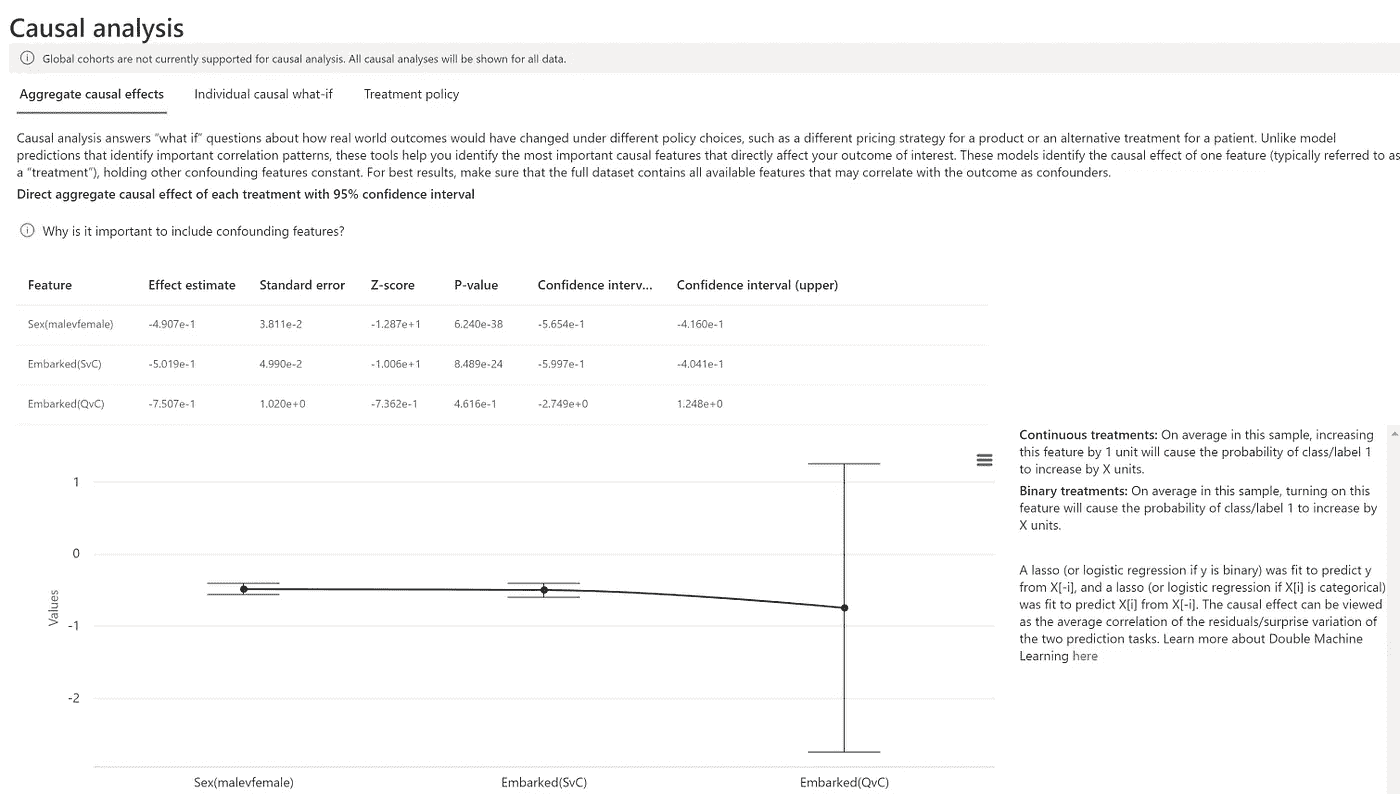 Causal analysis
Global cohorts are not currently supported for causal analysis. All causal analyses will be shown for all data.
Aggregate causal effects Individual causal what-if Treatment policy
Causal analysis answers “what if” questions about how real world outcomes would have changed under different policy choices, such as a different pricing strategy for a product or an alternative treatment for a patient. Unlike model
predictions that identify important correlation patterns, these tools help you identify the most important causal features that directly affect your outcome of interest. These models identify the causal effect of one feature (typically referred to as
a “treatment”), holding other confounding features constant. For best results, make sure that the full dataset contains all available features that may correlate with the outcome as confounders.
Direct aggregate causal effect of each treatment with 95% confidence interval
Why is it important to include confounding features?
Feature Effect estimate Standard error Z-score P-value Confidence interv... Confidence interval (upper)
Sex(malevfemale) -4.907e-1 3.811e-2 -1.287e+1 6.240e-38 -5.654e-1 -4.160e-1
Embarked(SvC) -5.019e-1 4.990e-2 -1.006e+1 8.489e-24 -5.997e-1 -4.041e-1
Embarked(QvC) -7.507e-1 1.020e+0 -7.362e-1 4.616e-1 -2.749e+0 1.248e+0
1
0
-1
-2
Values
Sex(malevfemale) Embarked(SvC) Embarked(QvC)
Continuous treatments: On average in this sample, increasing
this feature by 1 unit will cause the probability of class/label 1
to increase by X units.
Binary treatments: On average in this sample, turning on this
feature will cause the probability of class/label 1 to increase by
X units.
A lasso (or logistic regression if y is binary) was fit to predict y
from X[-i], and a lasso (or logistic regression if X[i] is categorical)
was fit to predict X[i] from X[-i]. The causal effect can be viewed
as the average correlation of the residuals/surprise variation of
the two prediction tasks. Learn more about Double Machine
Learning here